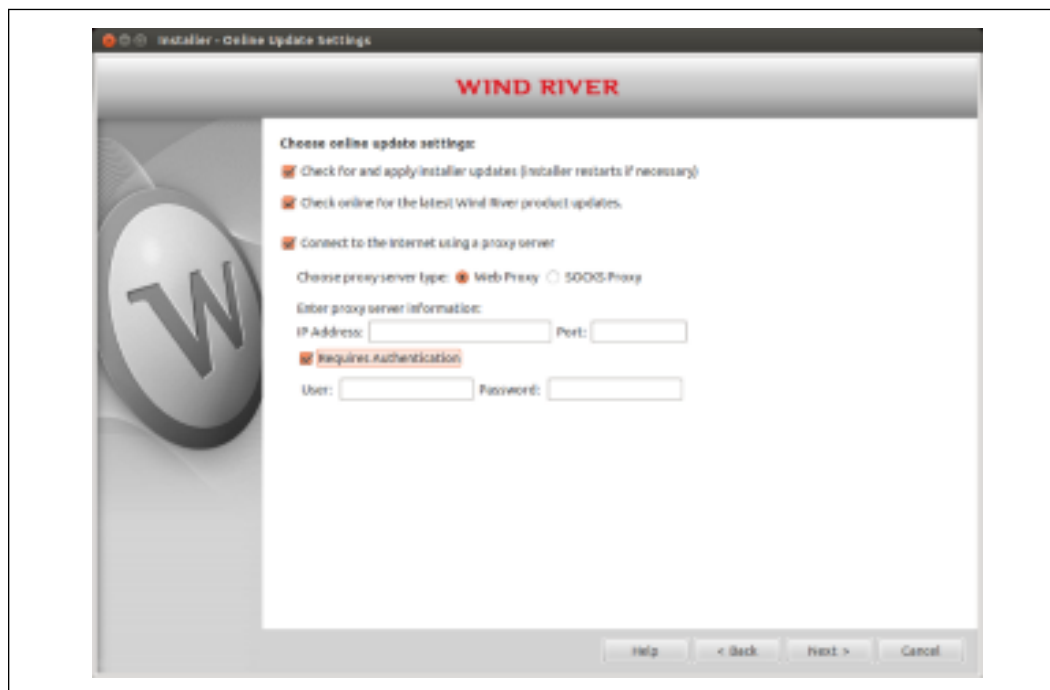 Installer - Online Update Settings
WIND RIVER
Choose online update settings:
Check for and apply installer updates (installer restarts if necessary)
Check online for the latest Wind River product updates.
Connect to the Internet using a proxy server
Choose proxy server type: Web Proxy SOCKS Proxy
Enter proxy server information:
IP Address: Port:
Requires Authentication
User: Password:
W
Help < Back Next > Cancel